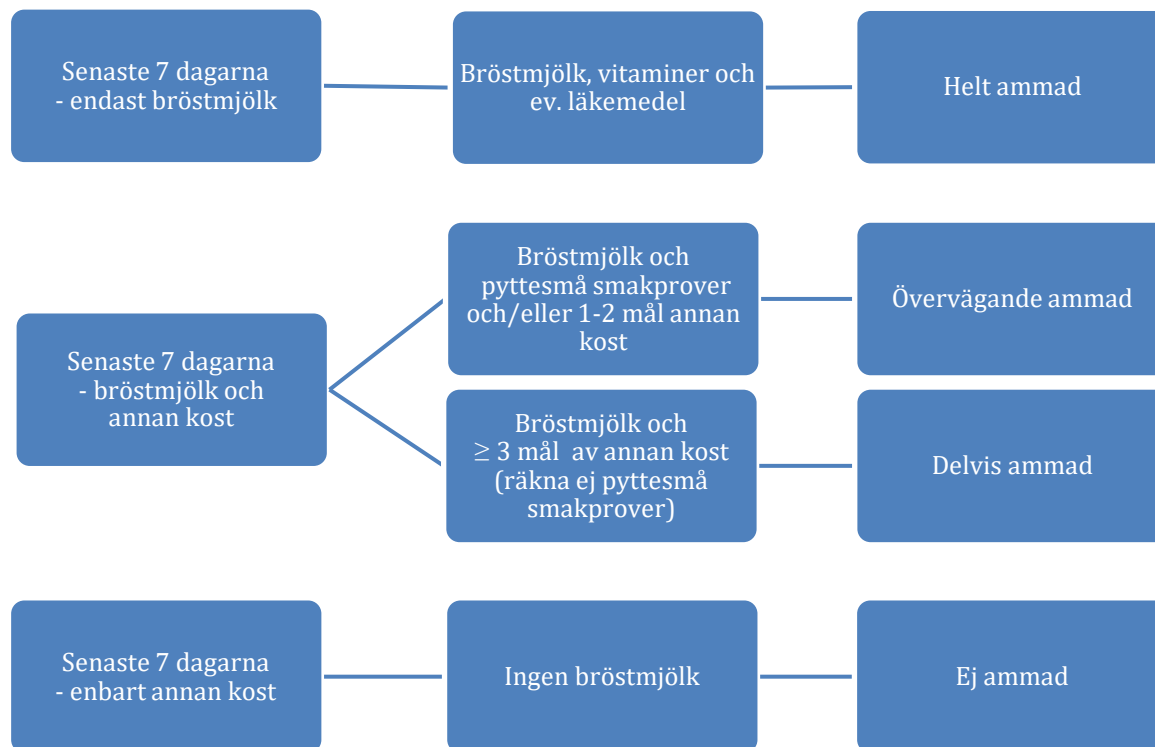 Senaste 7 dagarna
- endast bröstmjölk
Bröstmjölk, vitaminer och
ev. läkemedel
Helt ammad
Senaste 7 dagarna
- bröstmjölk och
annan kost
Bröstmjölk och
pyttesmå smakprover
och/eller 1-2 mål annan
kost
Övervägande ammad
Bröstmjölk och
≥ 3 mål av annan kost
(räkna ej pyttesmå
smakprover)
Delvis ammad
Senaste 7 dagarna
- enbart annan kost
Ingen bröstmjölk
Ej ammad